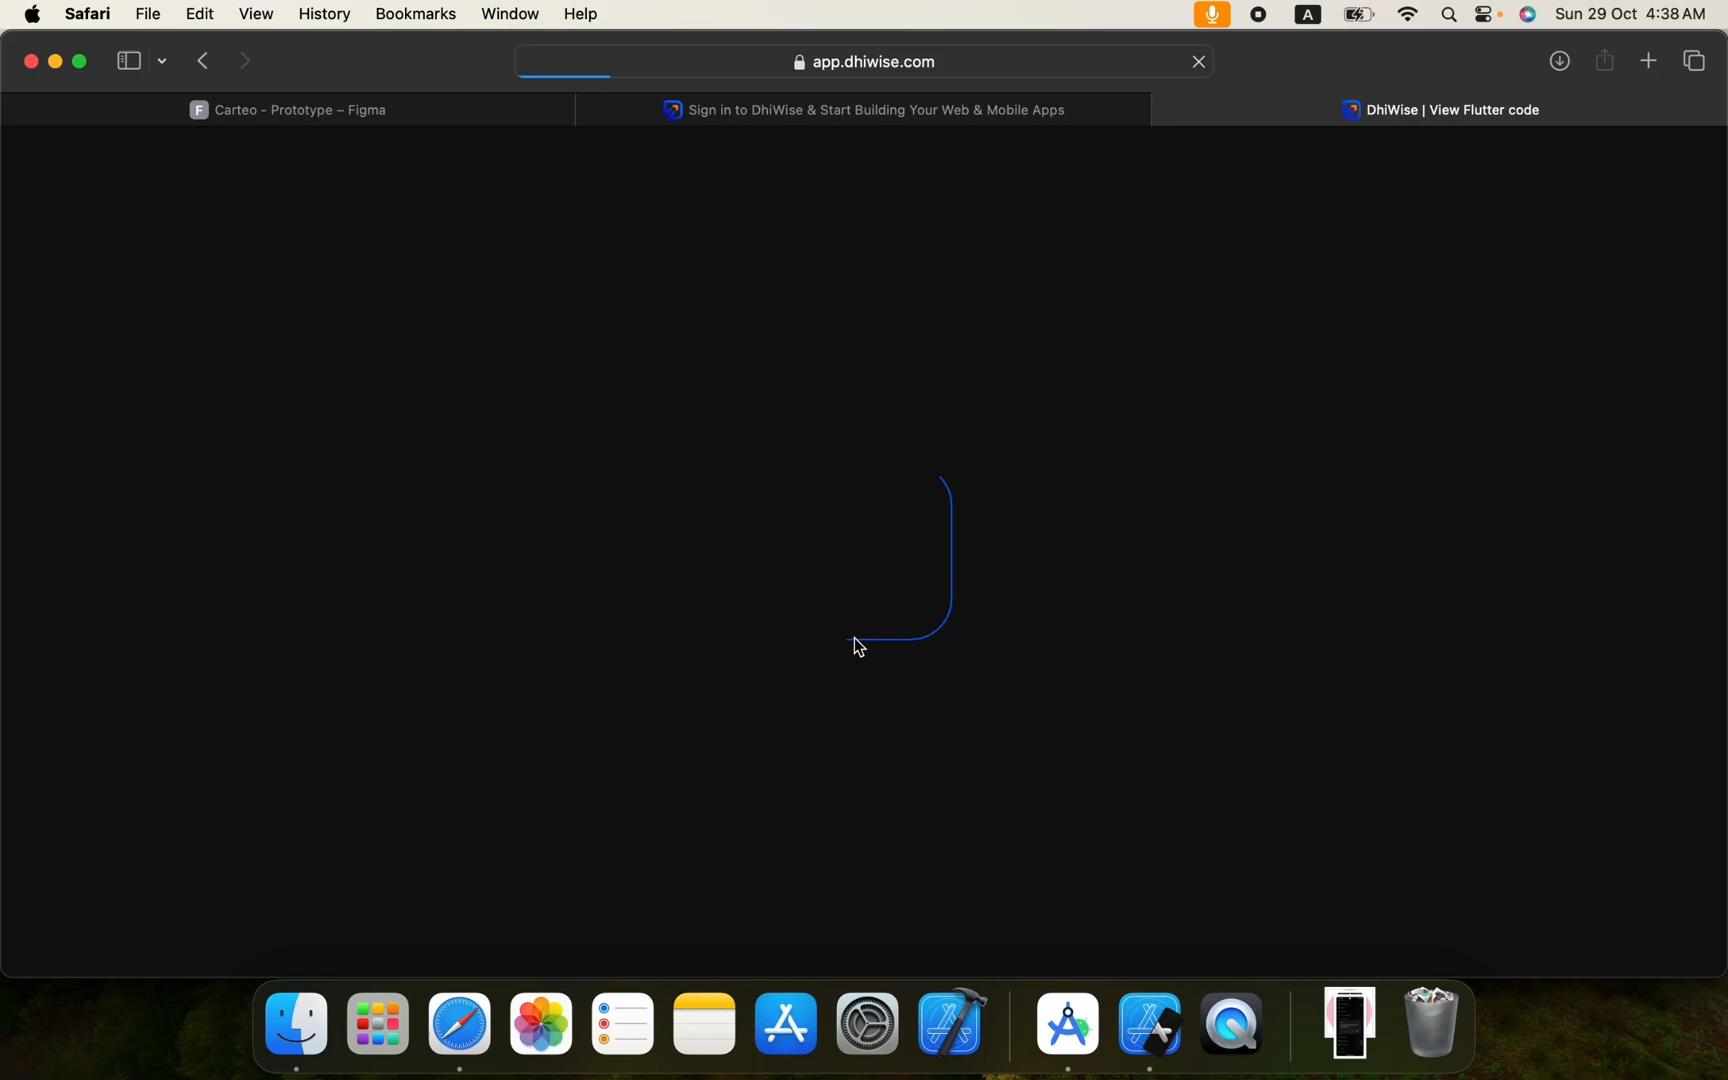 Safari File Edit View History Bookmarks Window Help A Sun 29 Oct 4:38 AM
app.dhiwise.com
F Carteo - Prototype – Figma Sign in to DhiWise & Start Building Your Web & Mobile Apps DhiWise | View Flutter code